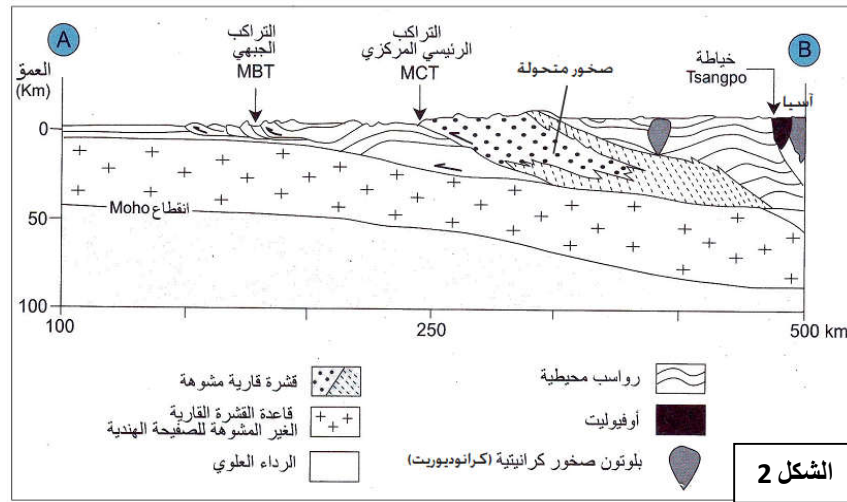 A
B
التراكب
الجبهي
MBT
التراكب
الرئيسي المركزي
MCT
صخور متحولة
خياطة
Tsangpo
آسيا
العمق
(Km)
0
50
100
انقطاع Moho
100
250
500 km
قشرة قارية مشوهة
قاعدة القشرة القارية
الغير المشوهة للصفيحة الهندية
الرداء العلوي
رواسب محيطية
أوفيوليت
بلوتون صخور كرانيتية (كرانوديوريت)
الشكل 2